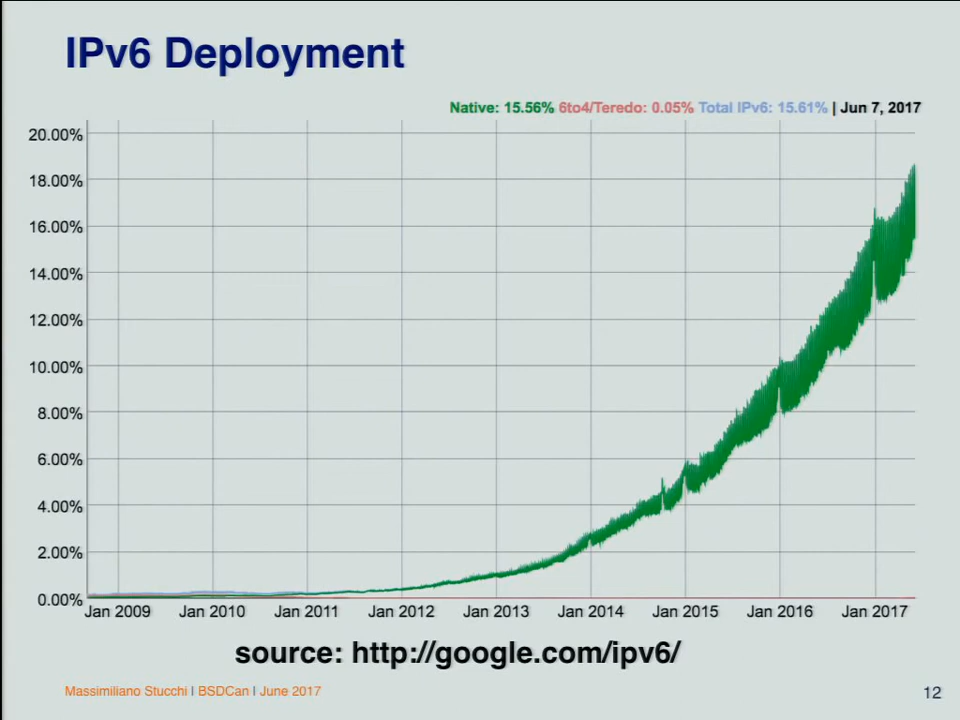 IPv6 Deployment
Native: 15.56% 6to4/Teredo: 0.05% Total IPv6: 15.61% | Jun 7, 2017
20.00%
18.00%
16.00%
14.00%
12.00%
10.00%
8.00%
6.00%
4.00%
2.00%
0.00%
Jan 2009 Jan 2010 Jan 2011 Jan 2012 Jan 2013 Jan 2014 Jan 2015 Jan 2016 Jan 2017
source: http://google.com/ipv6/
Massimiliano Stucchi | BSDCan | June 2017
12